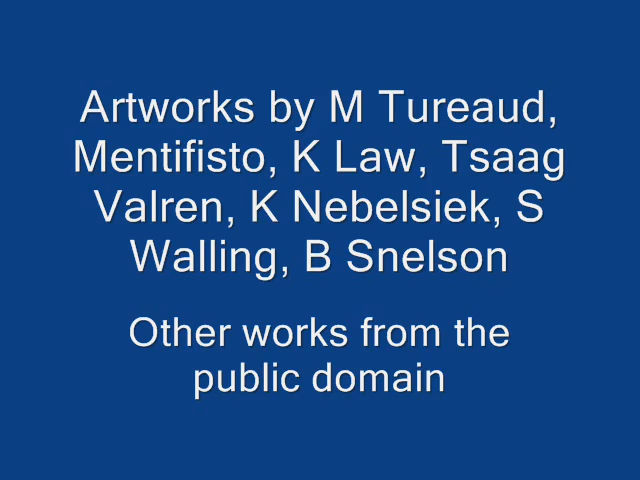 Artworks by M Tureaud,
Mentifisto, K Law, Tsaag
Valren, K Nebelsiek, S
Walling, B Snelson
Other works from the
public domain